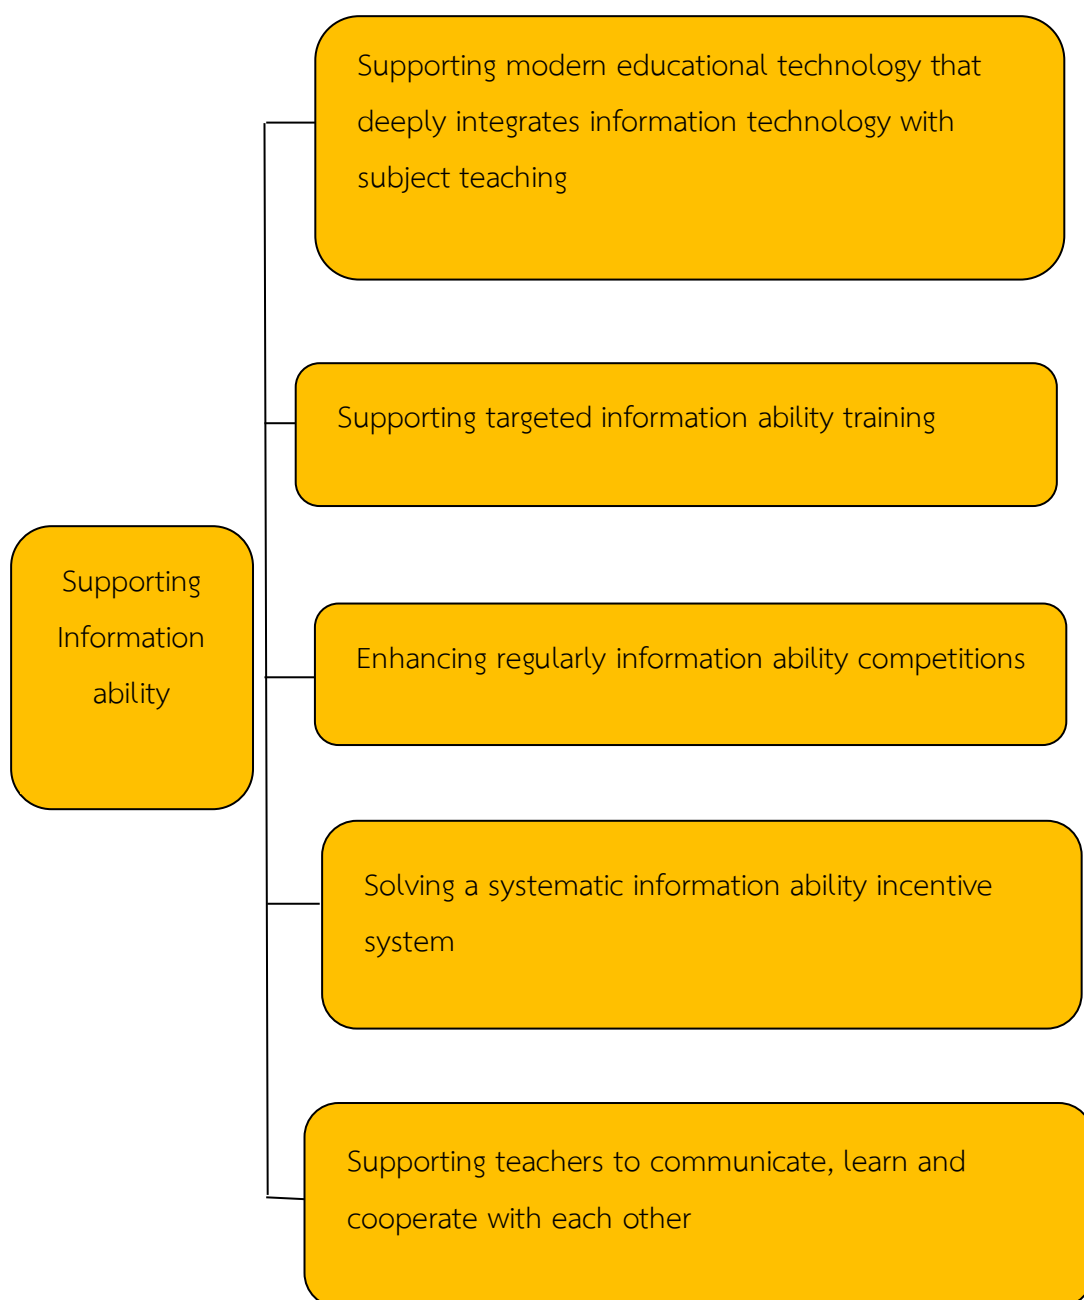 Supporting modern educational technology that
deeply integrates information technology with
subject teaching
Supporting targeted information ability training
Supporting
Information
ability
Enhancing regularly information ability competitions
Solving a systematic information ability incentive
system
Supporting teachers to communicate, learn and
cooperate with each other